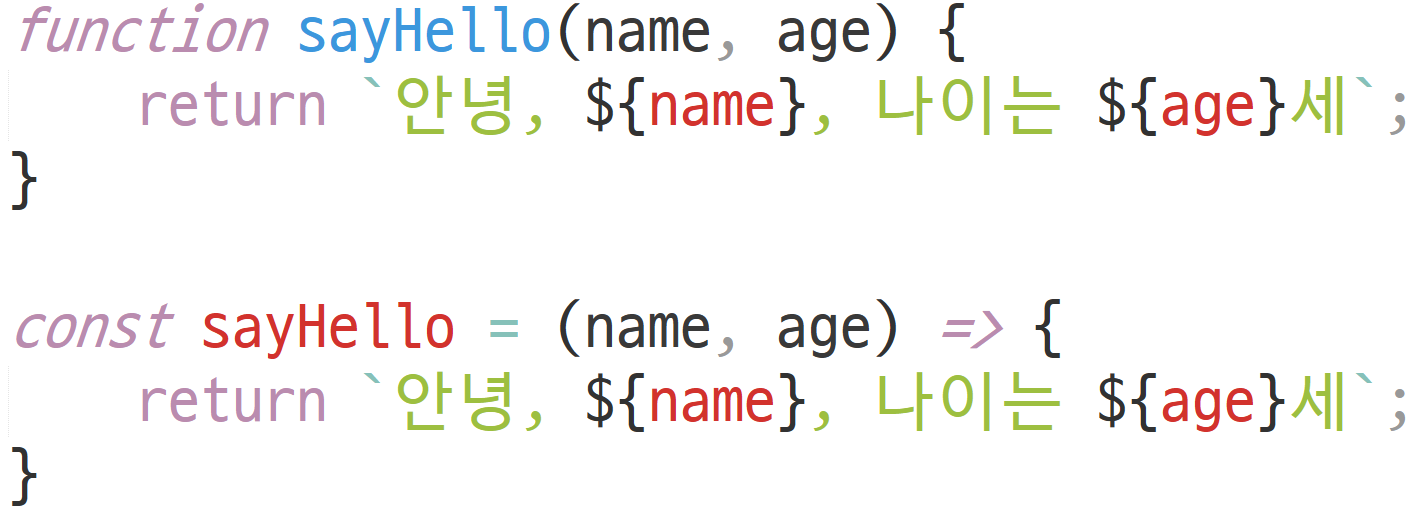 function sayHello(name, age) {
    return `안녕, ${name}, 나이는 ${age}세`;
}

const sayHello = (name, age) => {
    return `안녕, ${name}, 나이는 ${age}세`;
}